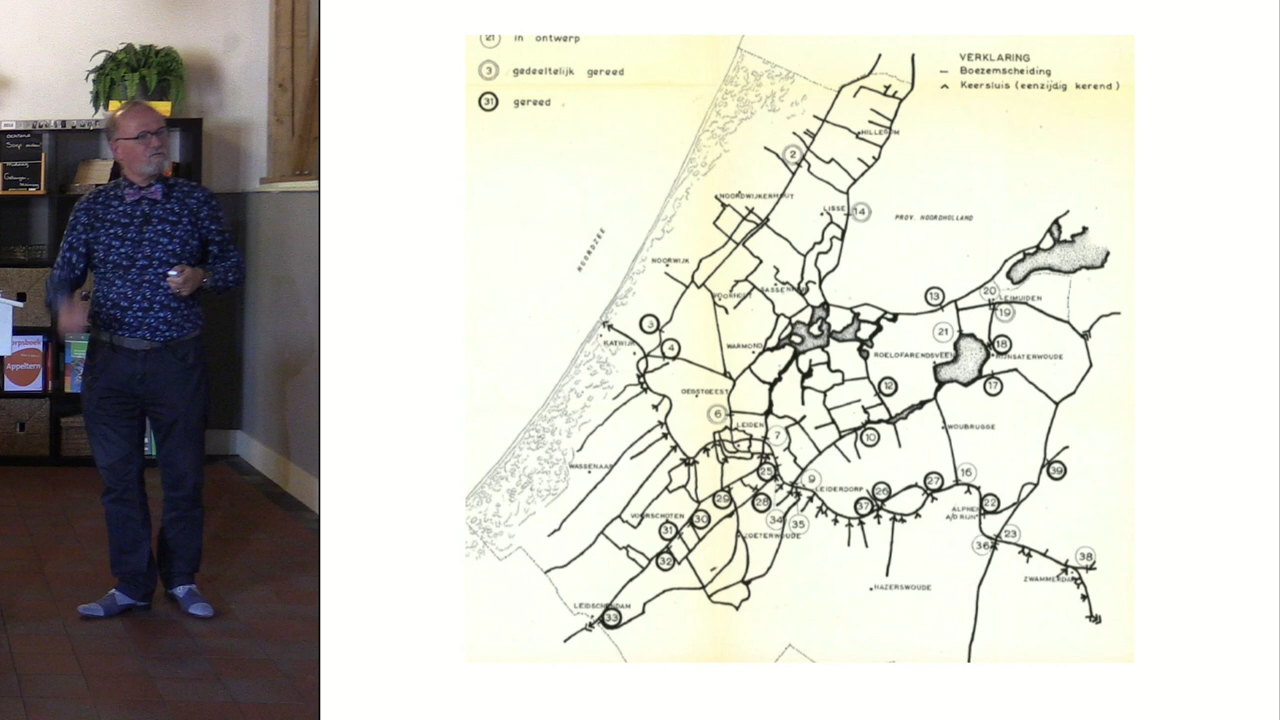 21 in ontwerp
3 gedeeltelijk gereed
31 gereed
VERKLARING
Boezemscheiding
Keersluis (eenzijdig kerend)
HILLEGOM
2
NOORDWIJKERHOUT
LISSE
14
PROV. NOORDHOLLAND
NOORDZEE
NOORWIJK
VOORHOUT
SASSENHEIM
13
20
LEIMUIDEN
19
3
4
KATWIJK
WARMOND
21
18
ROELOFARENDSVEEN
RIJNSATERWOUDE
12
17
OEGSTGEEST
6
LEIDEN
7
10
WOUBRUGGE
WASSENAAR
25
9
LEIDERDORP
27
16
39
29
28
26
37
22
ALPHEN
A/D RIJN
VOORSCHOTEN
30
31
34
35
ZOETERWOUDE
23
36
32
38
ZWAMMERDAM
HAZERSWOUDE
LEIDSCHENDAM
33
Appeltern